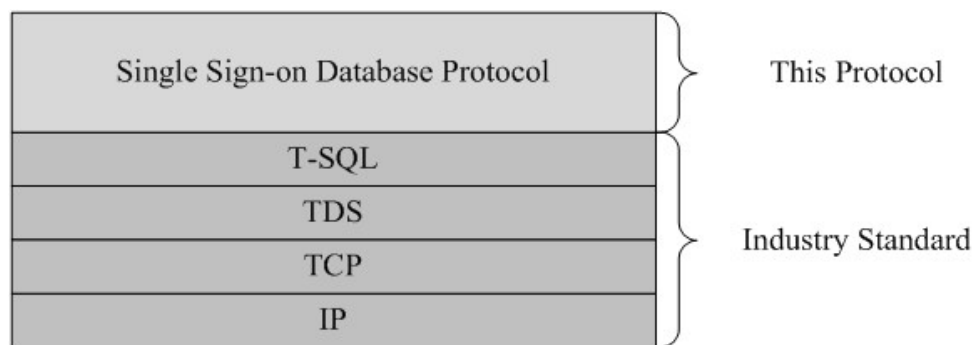 Single Sign-on Database Protocol
This Protocol
T-SQL
TDS
TCP
IP
Industry Standard